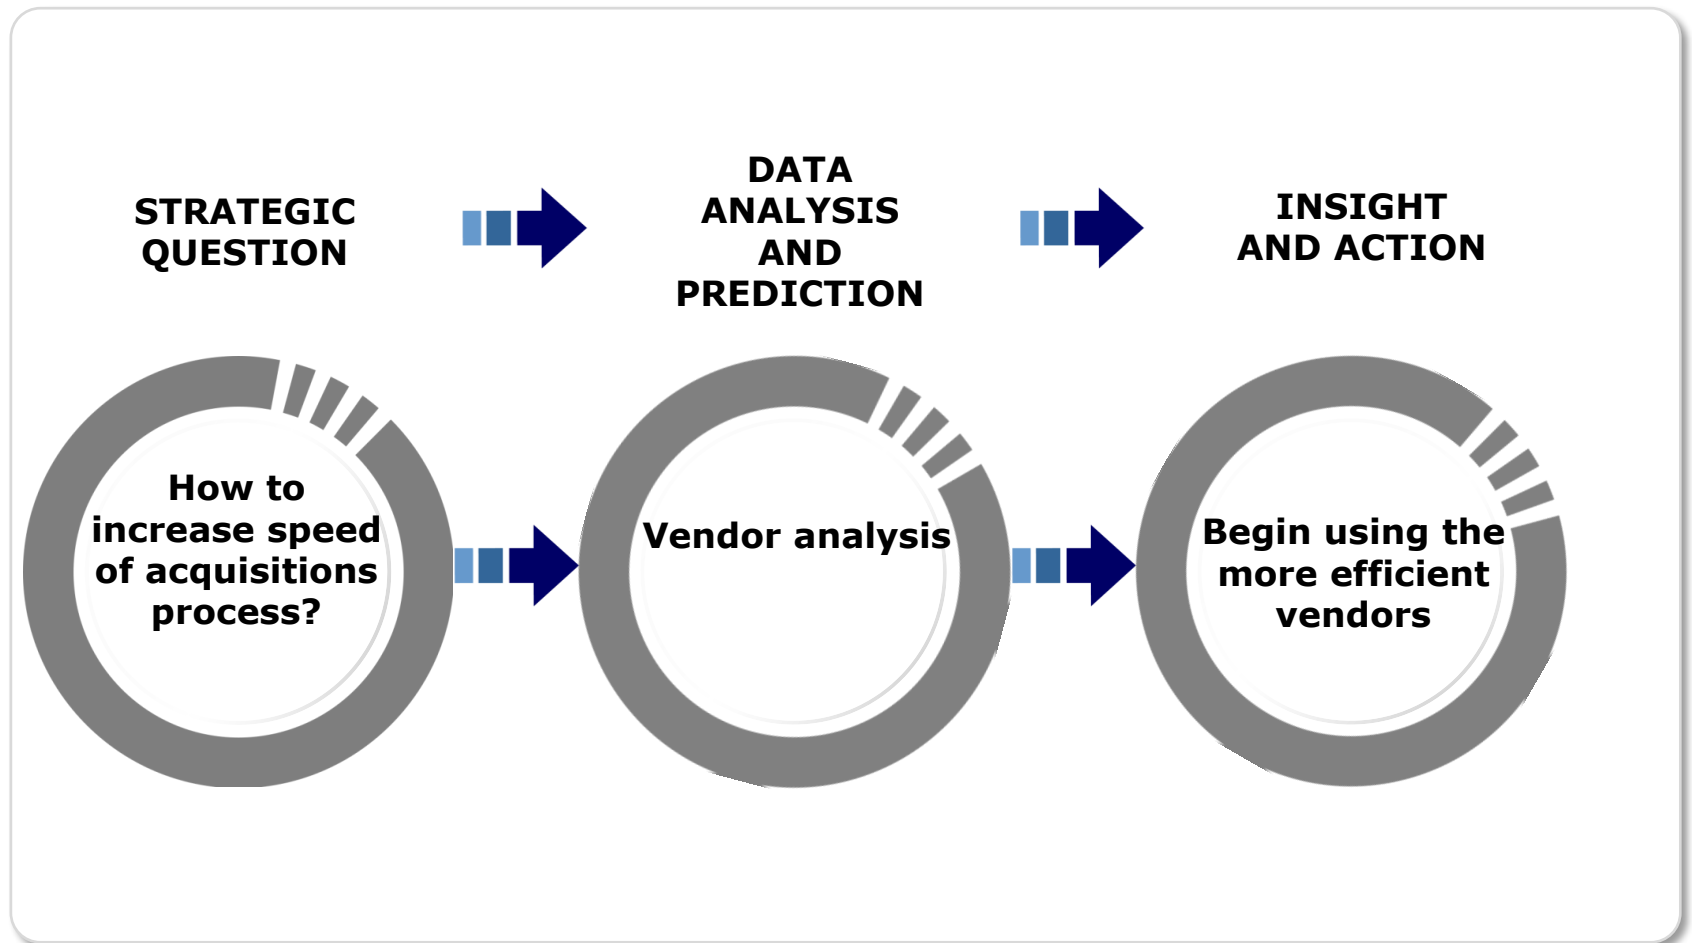 STRATEGIC
QUESTION
DATA
ANALYSIS
AND
PREDICTION
INSIGHT
AND ACTION
How to
increase speed
of acquisitions
process?
Vendor analysis
Begin using the
more efficient
vendors